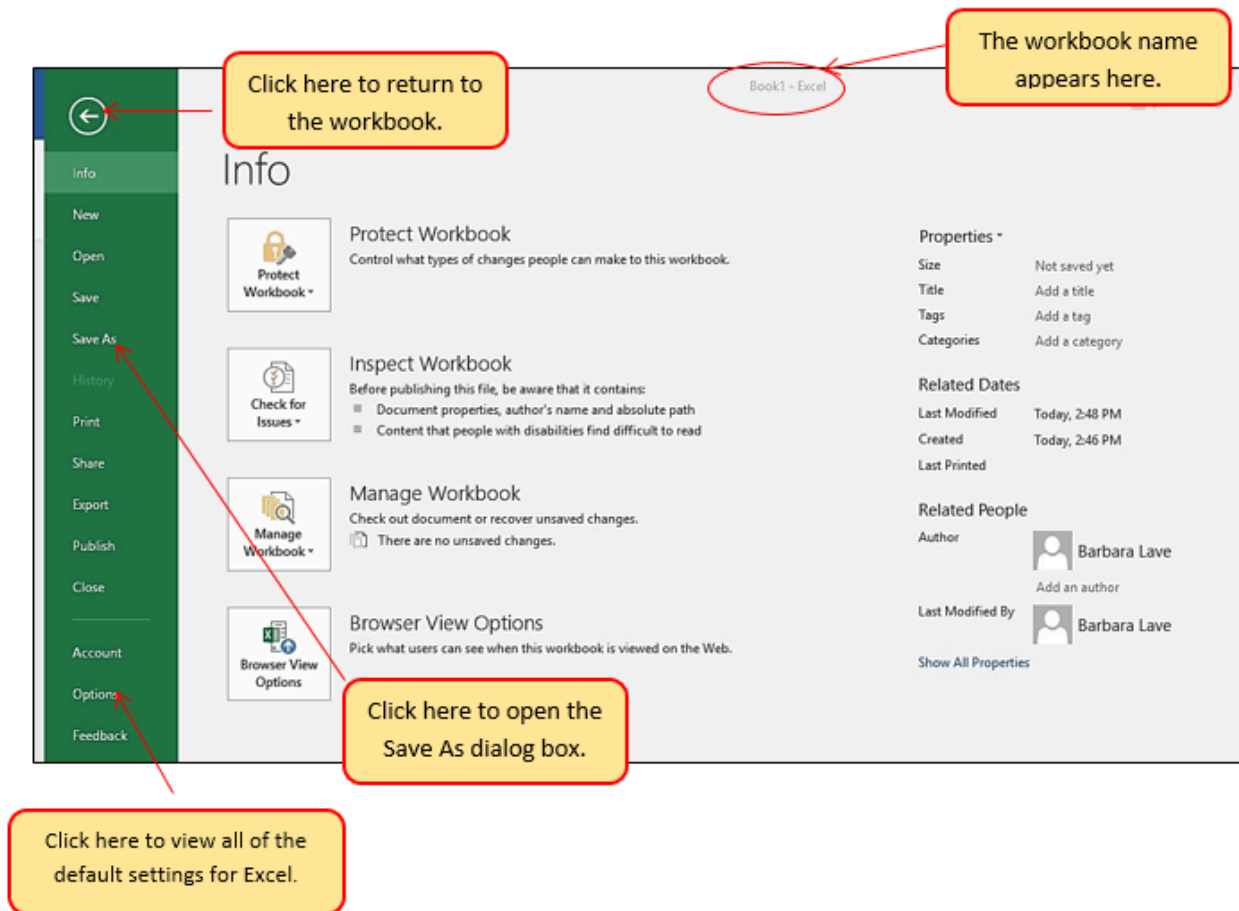 The workbook name
appears here.
Click here to return to
the workbook.
Book1 - Excel
Info
New
Open
Save
Save As
History
Print
Share
Export
Publish
Close
Account
Options
Feedback
Info
Protect
Workbook
Protect Workbook
Control what types of changes people can make to this workbook.
Check for
Issues
Inspect Workbook
Before publishing this file, be aware that it contains:
Document properties, author's name and absolute path
Content that people with disabilities find difficult to read
Manage
Workbook
Manage Workbook
Check out document or recover unsaved changes.
There are no unsaved changes.
Browser View
Options
Browser View Options
Pick what users can see when this workbook is viewed on the Web.
Properties
Size Not saved yet
Title Add a title
Tags Add a tag
Categories Add a category
Related Dates
Last Modified Today, 2:48 PM
Created Today, 2:46 PM
Last Printed
Related People
Author Barbara Lave
Add an author
Last Modified By Barbara Lave
Show All Properties
Click here to open the
Save As dialog box.
Click here to view all of the
default settings for Excel.